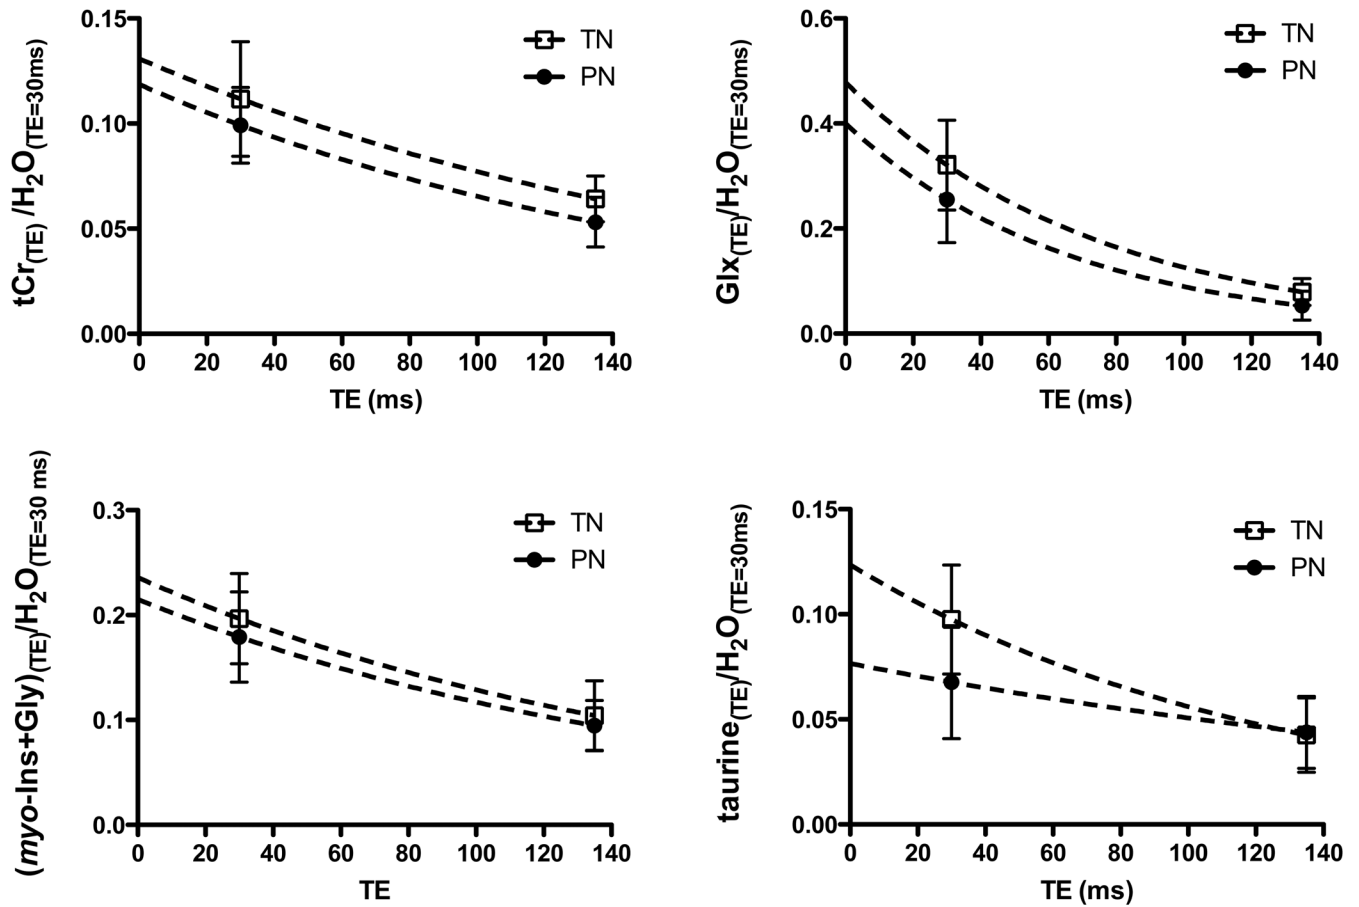 tCr(TE) /H2O(TE=30ms)
0.15
0.10
0.05
0.00
TN
PN
0 20 40 60 80 100 120 140
TE (ms)
Glx(TE)/H2O(TE=30ms)
0.6
0.4
0.2
0.0
TN
PN
0 20 40 60 80 100 120 140
TE (ms)
(myo-Ins+Gly)(TE)/H2O(TE=30 ms)
0.3
0.2
0.1
0.0
TN
PN
0 20 40 60 80 100 120 140
TE
taurine(TE)/H2O(TE=30ms)
0.15
0.10
0.05
0.00
TN
PN
0 20 40 60 80 100 120 140
TE (ms)